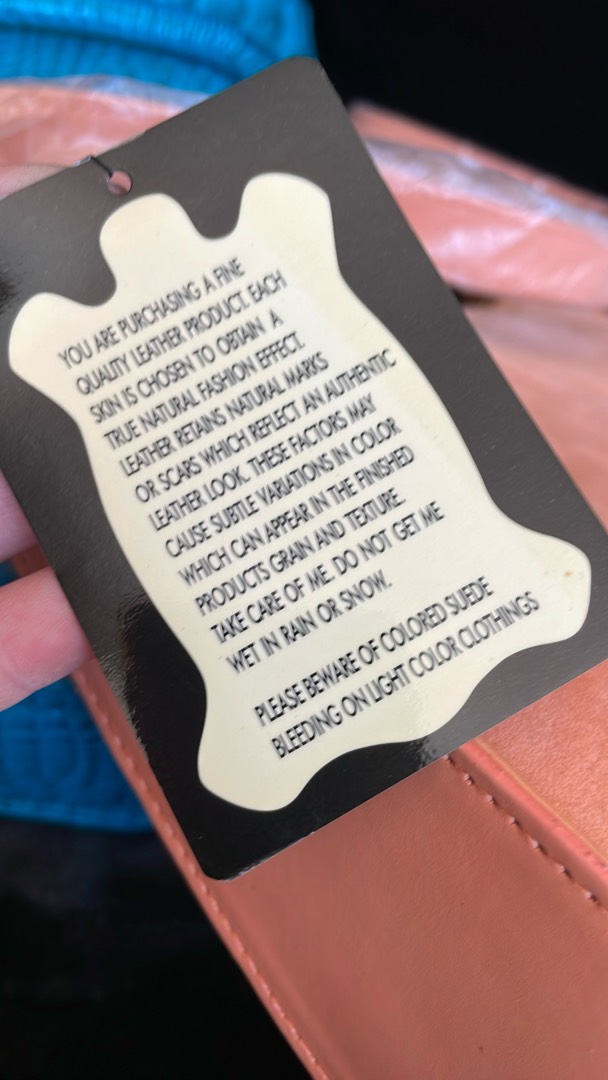 YOU ARE PURCHASING A FINE
QUALITY LEATHER PRODUCT. EACH
SKIN IS CHOSEN TO OBTAIN A
TRUE NATURAL FASHION EFFECT.
LEATHER RETAINS NATURAL MARKS
OR SCARS WHICH REFLECT AN AUTHENTIC
LEATHER LOOK. THESE FACTORS MAY
CAUSE SUBTLE VARIATIONS IN COLOR
WHICH CAN APPEAR IN THE FINISHED
PRODUCTS GRAIN AND TEXTURE.
TAKE CARE OF ME. DO NOT GET ME
WET IN RAIN OR SNOW.
PLEASE BEWARE OF COLORED SUEDE
BLEEDING ON LIGHT COLOR CLOTHINGS